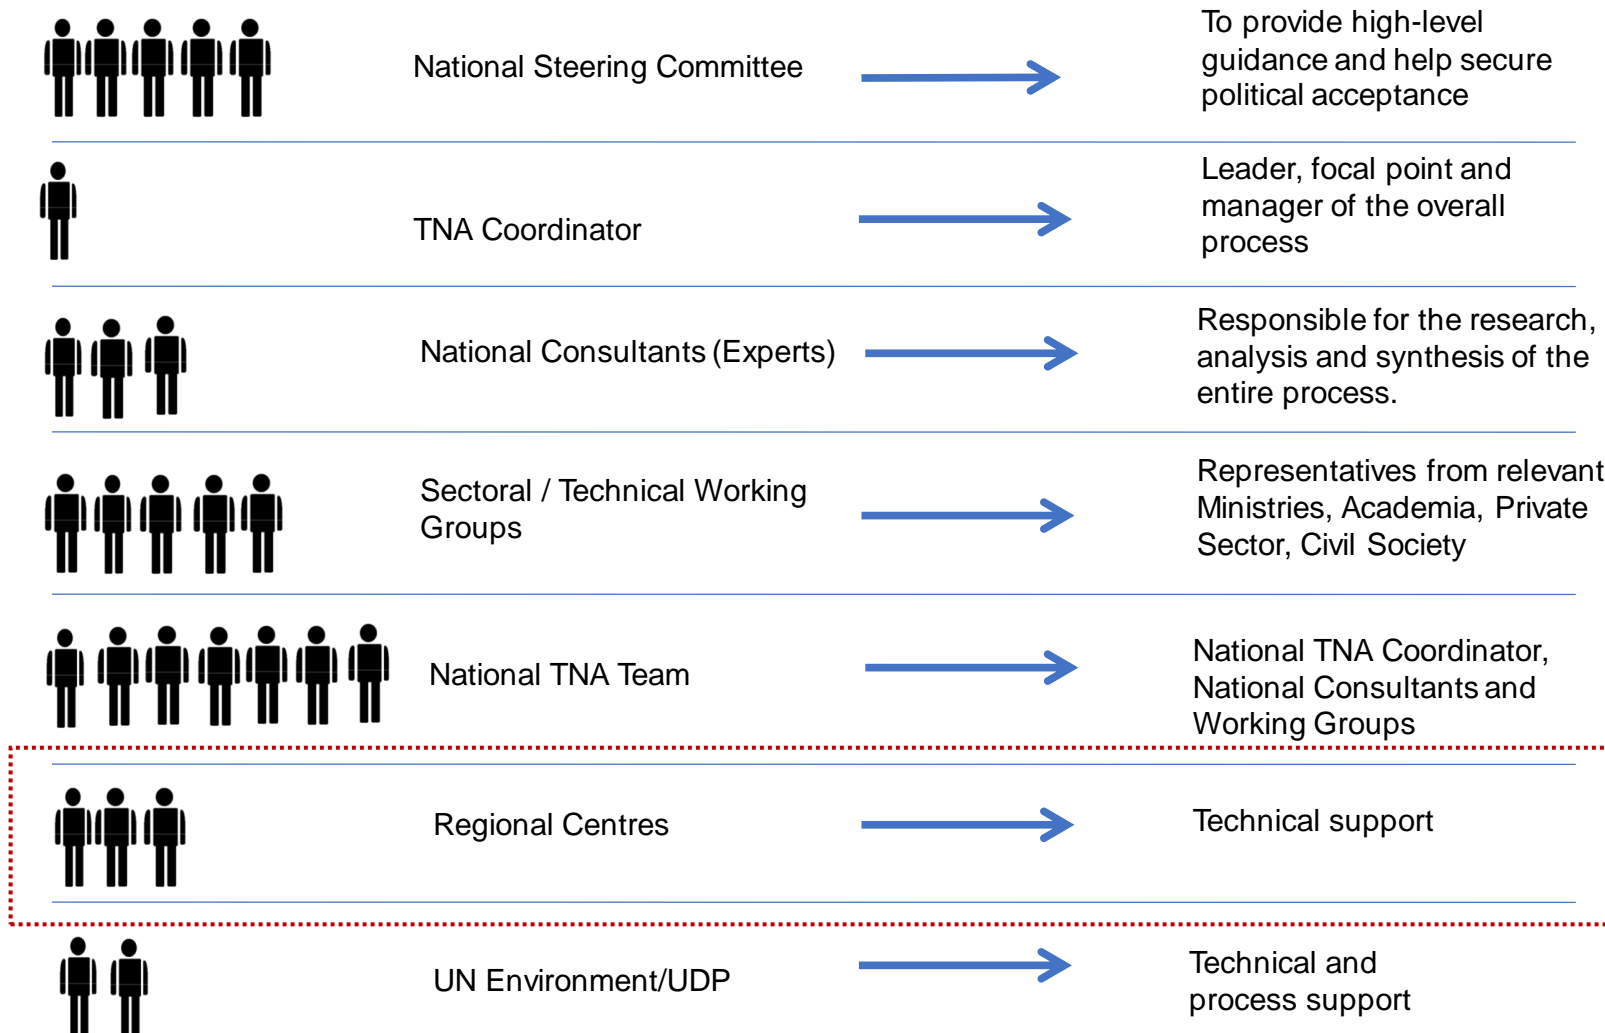 National Steering Committee
To provide high-level
guidance and help secure
political acceptance
TNA Coordinator
Leader, focal point and
manager of the overall
process
National Consultants (Experts)
Responsible for the research,
analysis and synthesis of the
entire process.
Sectoral / Technical Working
Groups
Representatives from relevant
Ministries, Academia, Private
Sector, Civil Society
National TNA Team
National TNA Coordinator,
National Consultants and
Working Groups
Regional Centres
Technical support
UN Environment/UDP
Technical and
process support